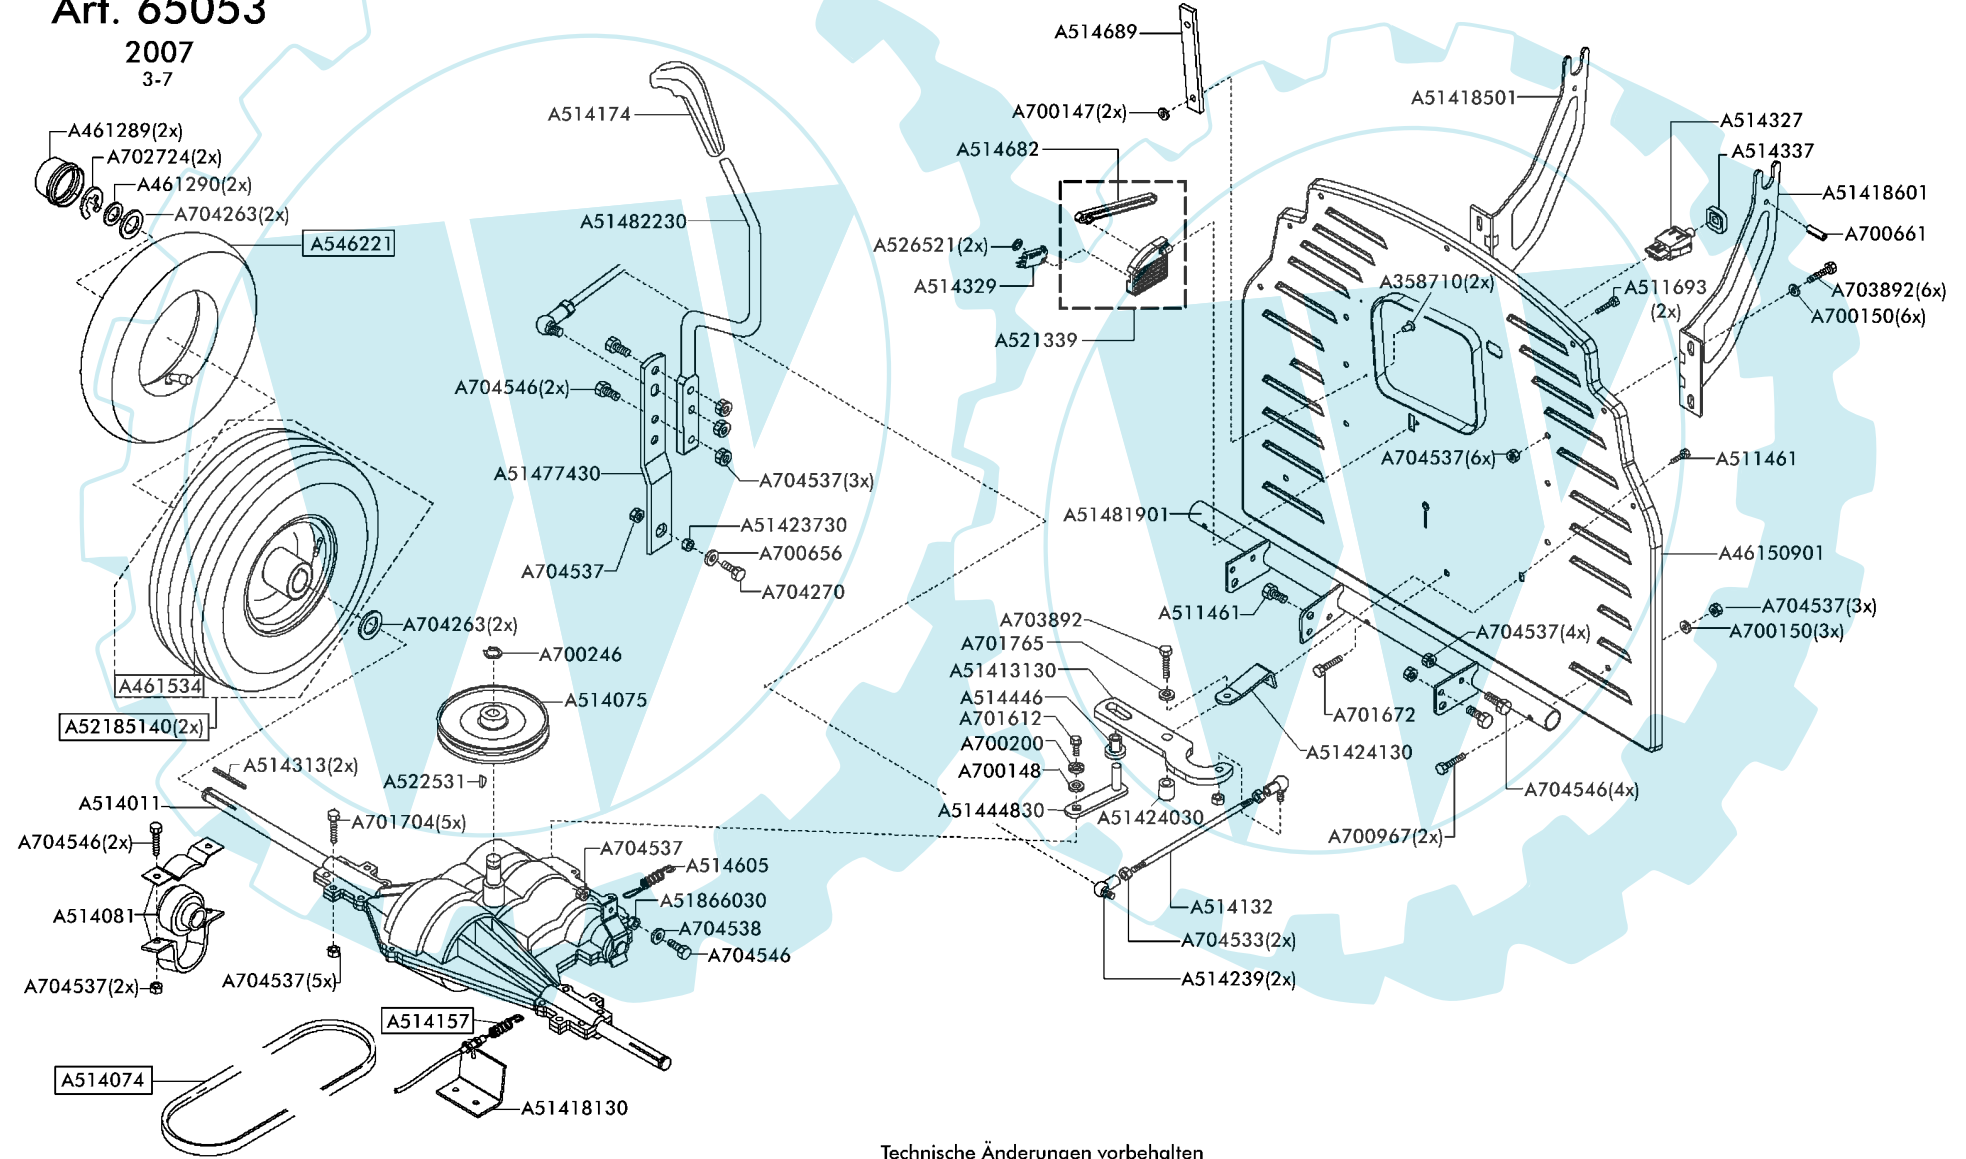 Art. 65053
2007
3-7
A461289(2x)
A702724(2x)
A461290(2x)
A704263(2x)
A546221
A461534
A52185140(2x)
A704263(2x)
A514174
A51482230
A704546(2x)
A51477430
A704537(3x)
A51423730
A700656
A704537
A704270
A700246
A514075
A522531
A514313(2x)
A514011
A701704(5x)
A704546(2x)
A514081
A704537(2x)
A704537(5x)
A704537
A514605
A51866030
A704538
A704546
A514157
A514074
A51418130
A514689
A700147(2x)
A514682
A526521(2x)
A514329
A521339
A51418501
A514327
A514337
A51418601
A700661
A358710(2x)
A511693
(2x)
A703892(6x)
A700150(6x)
A704537(6x)
A511461
A51481901
A46150901
A511461
A704537(3x)
A700150(3x)
A704537(4x)
A703892
A701765
A51413130
A514446
A701612
A700200
A700148
A51444830
A51424030
A701672
A51424130
A704546(4x)
A700967(2x)
A514132
A704533(2x)
A514239(2x)
Technische Änderungen vorbehalten